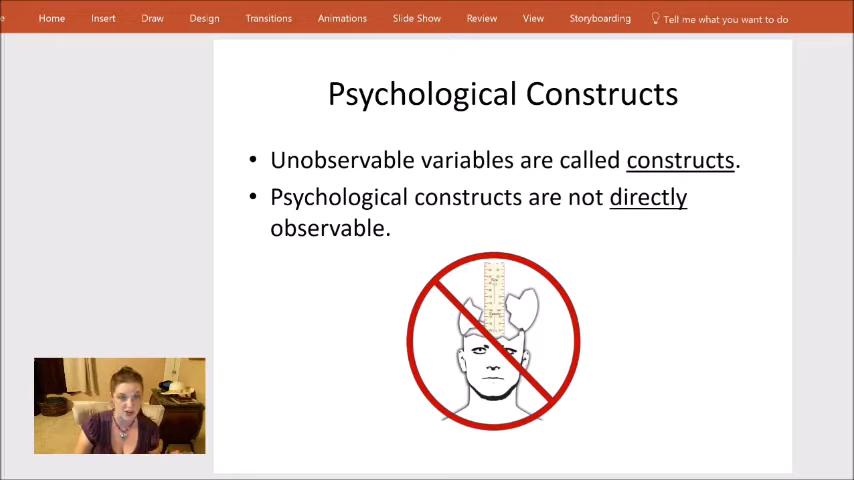 Home Insert Draw Design Transitions Animations Slide Show Review View Storyboarding Tell me what you want to do
Psychological Constructs
• Unobservable variables are called constructs.
• Psychological constructs are not directly
observable.